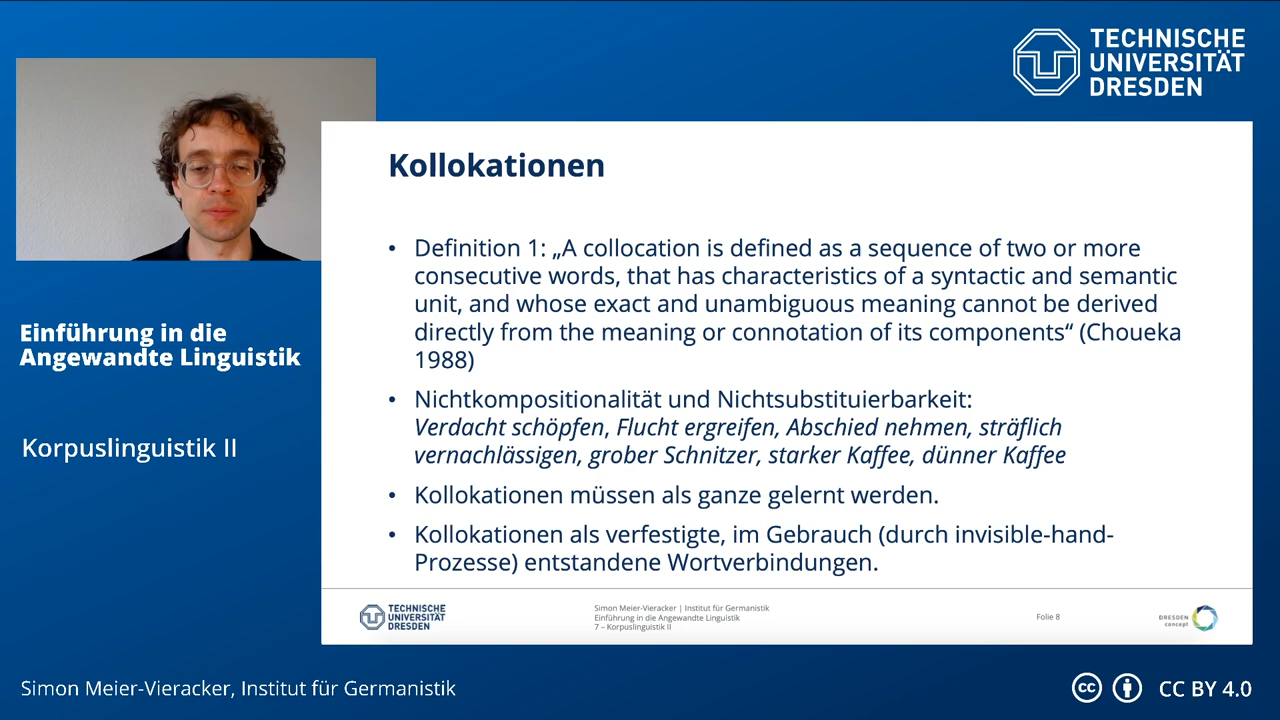 TECHNISCHE
UNIVERSITÄT
DRESDEN
Kollokationen
• Definition 1: „A collocation is defined as a sequence of two or more
consecutive words, that has characteristics of a syntactic and semantic
unit, and whose exact and unambiguous meaning cannot be derived
directly from the meaning or connotation of its components“ (Choueka
1988)
• Nichtkompositionalität und Nichtsubstituierbarkeit:
Verdacht schöpfen, Flucht ergreifen, Abschied nehmen, sträflich
vernachlässigen, grober Schnitzer, starker Kaffee, dünner Kaffee
• Kollokationen müssen als ganze gelernt werden.
• Kollokationen als verfestigte, im Gebrauch (durch invisible-hand-
Prozesse) entstandene Wortverbindungen.
Einführung in die
Angewandte Linguistik
Korpuslinguistik II
TECHNISCHE
UNIVERSITÄT
DRESDEN
Simon Meier-Vieracker | Institut für Germanistik
Einführung in die Angewandte Linguistik
7 – Korpuslinguistik II
Folie 8
DRESDEN
concept
Simon Meier-Vieracker, Institut für Germanistik
cc
CC BY 4.0